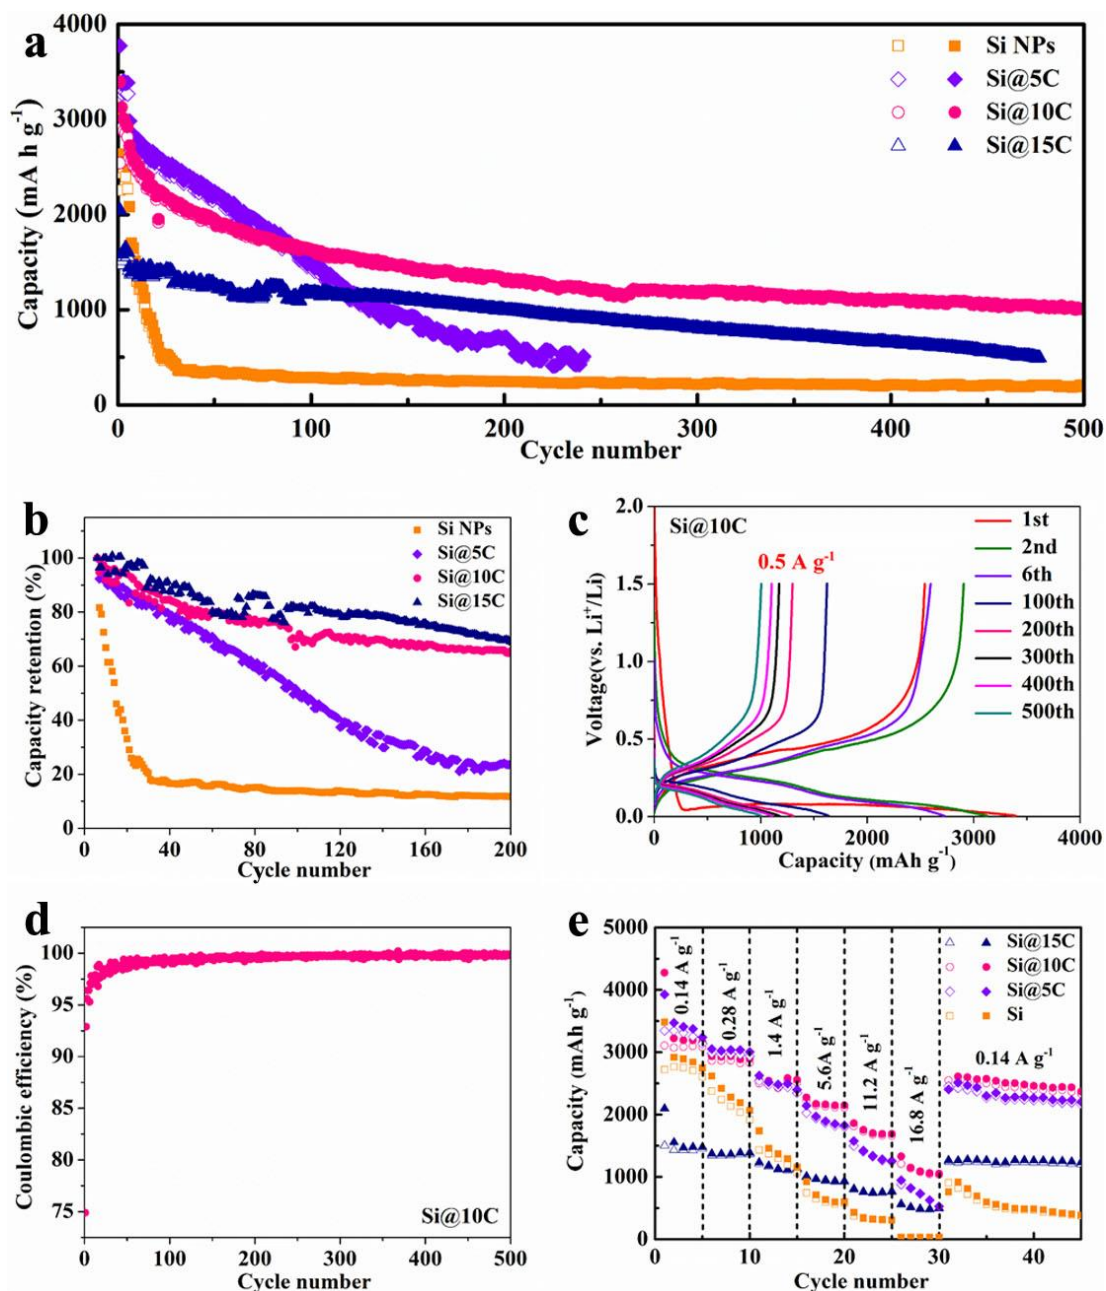 a
Capacity (mA h g⁻¹)
4000
3000
2000
1000
0
Si NPs
Si@5C
Si@10C
Si@15C
0 100 200 300 400 500
Cycle number
b
Capacity retention (%)
100
80
60
40
20
0
Si NPs
Si@5C
Si@10C
Si@15C
0 40 80 120 160 200
Cycle number
c
Voltage(vs. Li⁺/Li)
2.0
1.5
1.0
0.5
0.0
Si@10C
0.5 A g⁻¹
1st
2nd
6th
100th
200th
300th
400th
500th
0 1000 2000 3000 4000
Capacity (mAh g⁻¹)
d
Coulombic efficiency (%)
100
95
90
85
80
75
Si@10C
0 100 200 300 400 500
Cycle number
e
Capacity (mAh g⁻¹)
5000
4000
3000
2000
1000
0
0.14 A g⁻¹
0.28 A g⁻¹
1.4 A g⁻¹
5.6A g⁻¹
11.2 A g⁻¹
16.8 A g⁻¹
0.14 A g⁻¹
Si@15C
Si@10C
Si@5C
Si
0 10 20 30 40
Cycle number